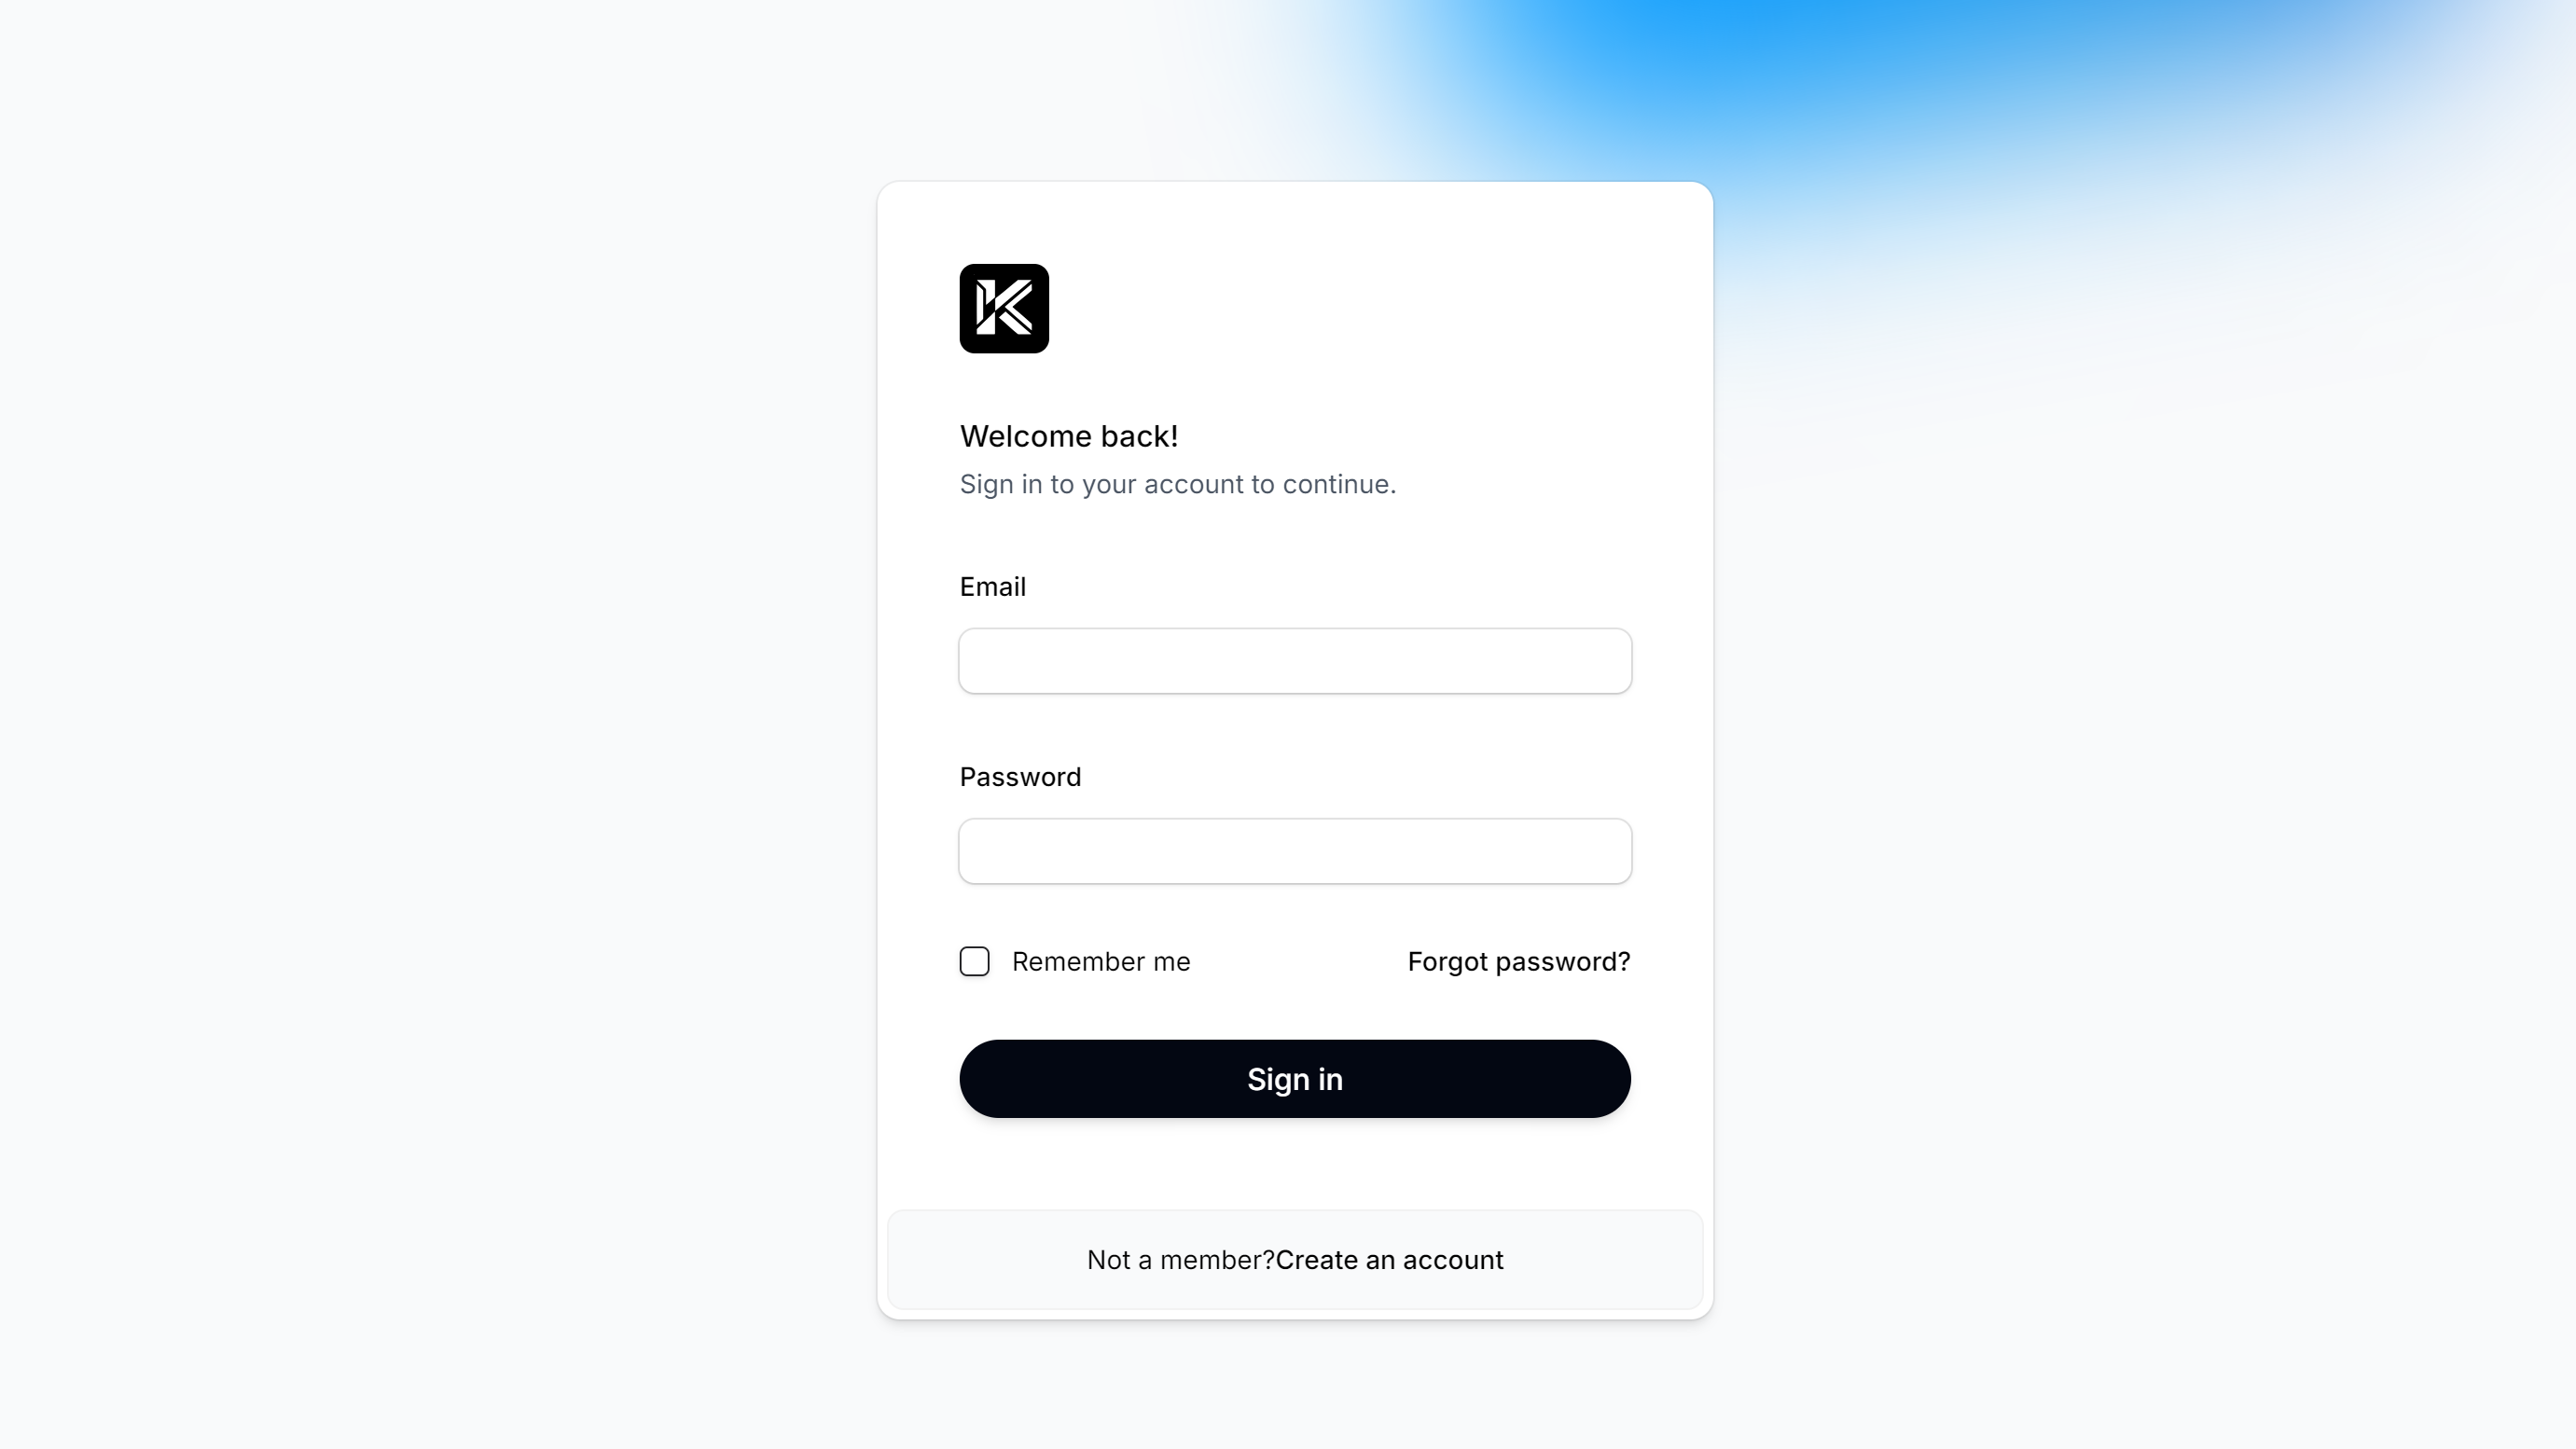 K
Welcome back!
Sign in to your account to continue.
Email
Password
Remember me
Forgot password?
Sign in
Not a member?Create an account